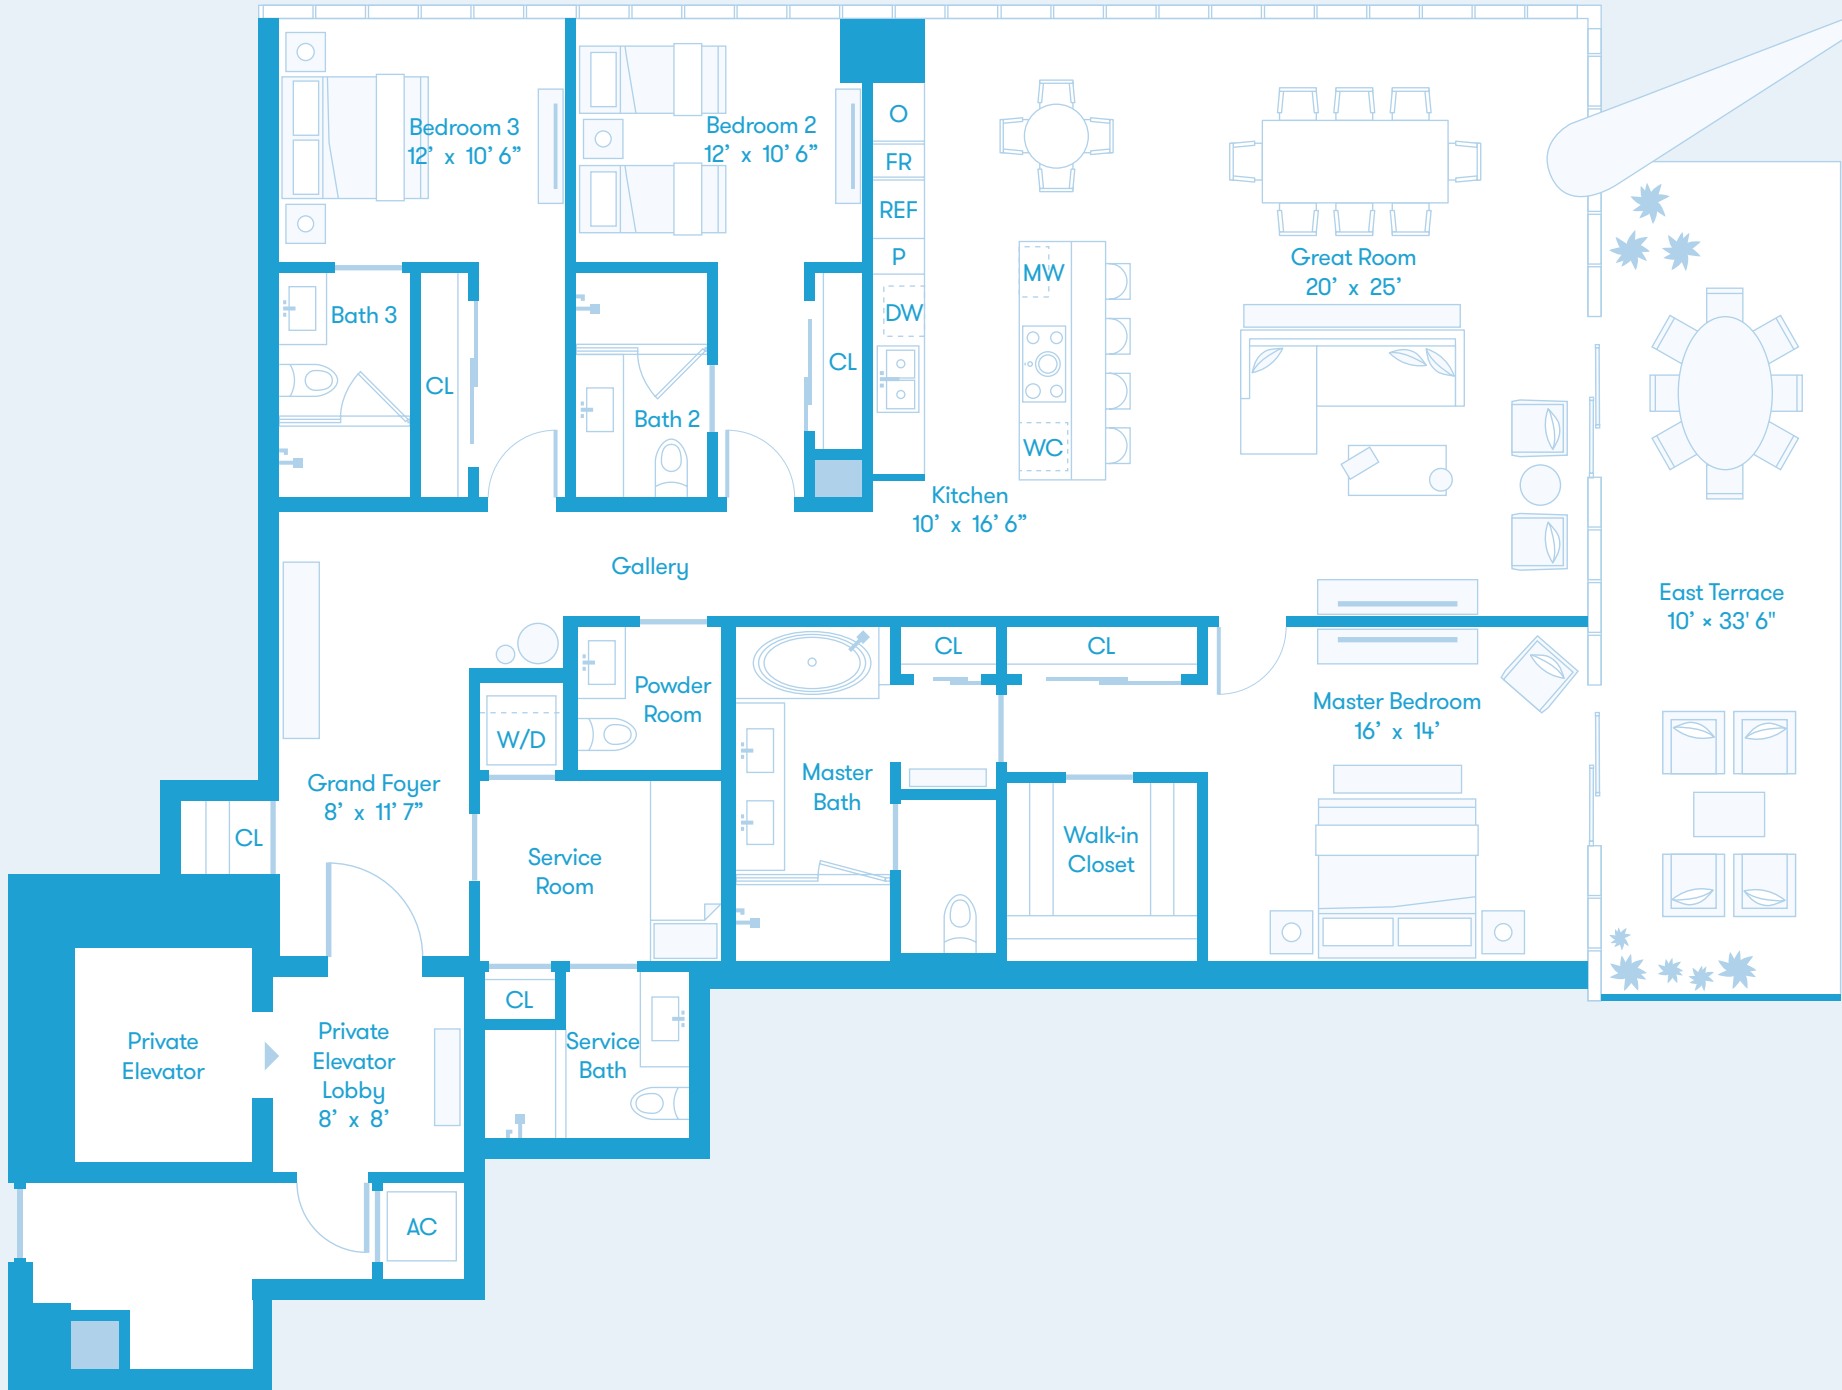 Bedroom 3
12’ x 10’ 6”
Bedroom 2
12’ x 10’ 6”
O
FR
REF
P
DW
MW
WC
Great Room
20’ x 25’
Bath 3
CL
Bath 2
CL
Kitchen
10’ x 16’ 6”
Gallery
East Terrace
10’ × 33' 6"
Powder
Room
W/D
CL
CL
Master Bedroom
16’ x 14’
Master
Bath
Grand Foyer
8’ x 11’ 7”
CL
Service
Room
Walk-in
Closet
CL
Service
Bath
Private
Elevator
Private
Elevator
Lobby
8’ x 8’
AC